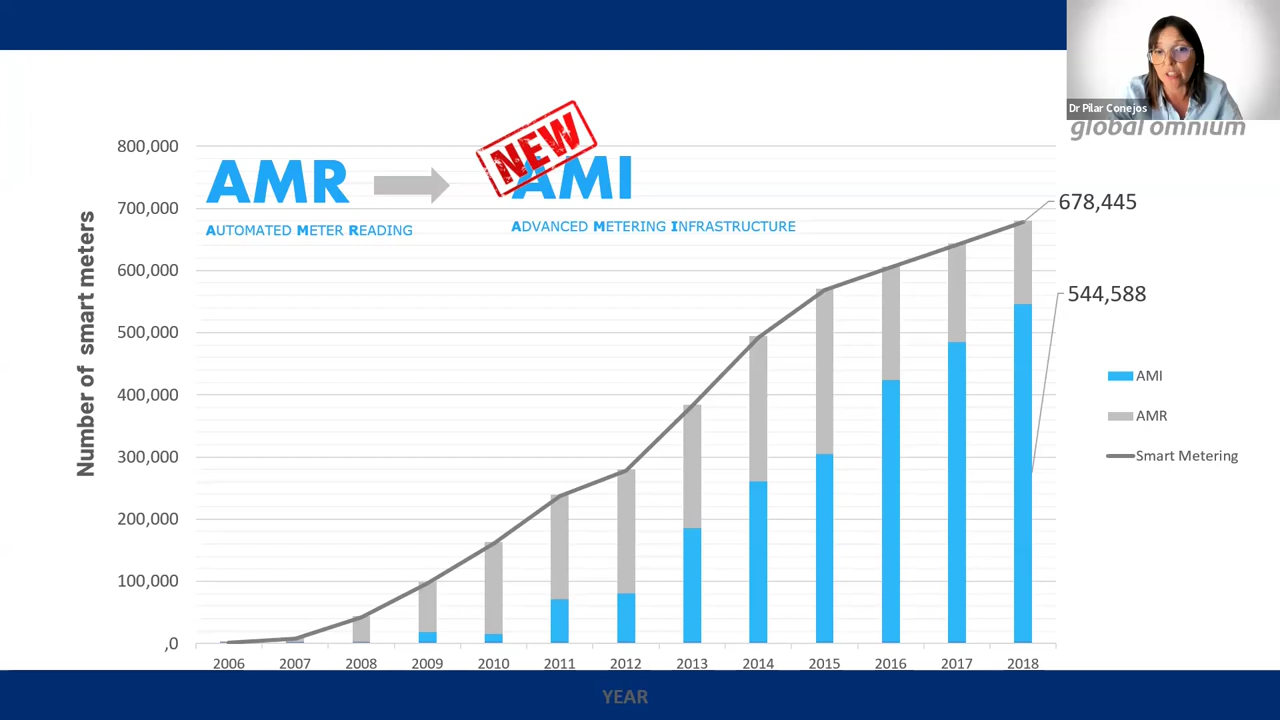 Dr Pilar Conejos
global omnium
NEW
AMR
AMI
AUTOMATED METER READING
ADVANCED METERING INFRASTRUCTURE
Number of smart meters
800,000
700,000
600,000
500,000
400,000
300,000
200,000
100,000
,0
678,445
544,588
AMI
AMR
Smart Metering
2006 2007 2008 2009 2010 2011 2012 2013 2014 2015 2016 2017 2018
YEAR